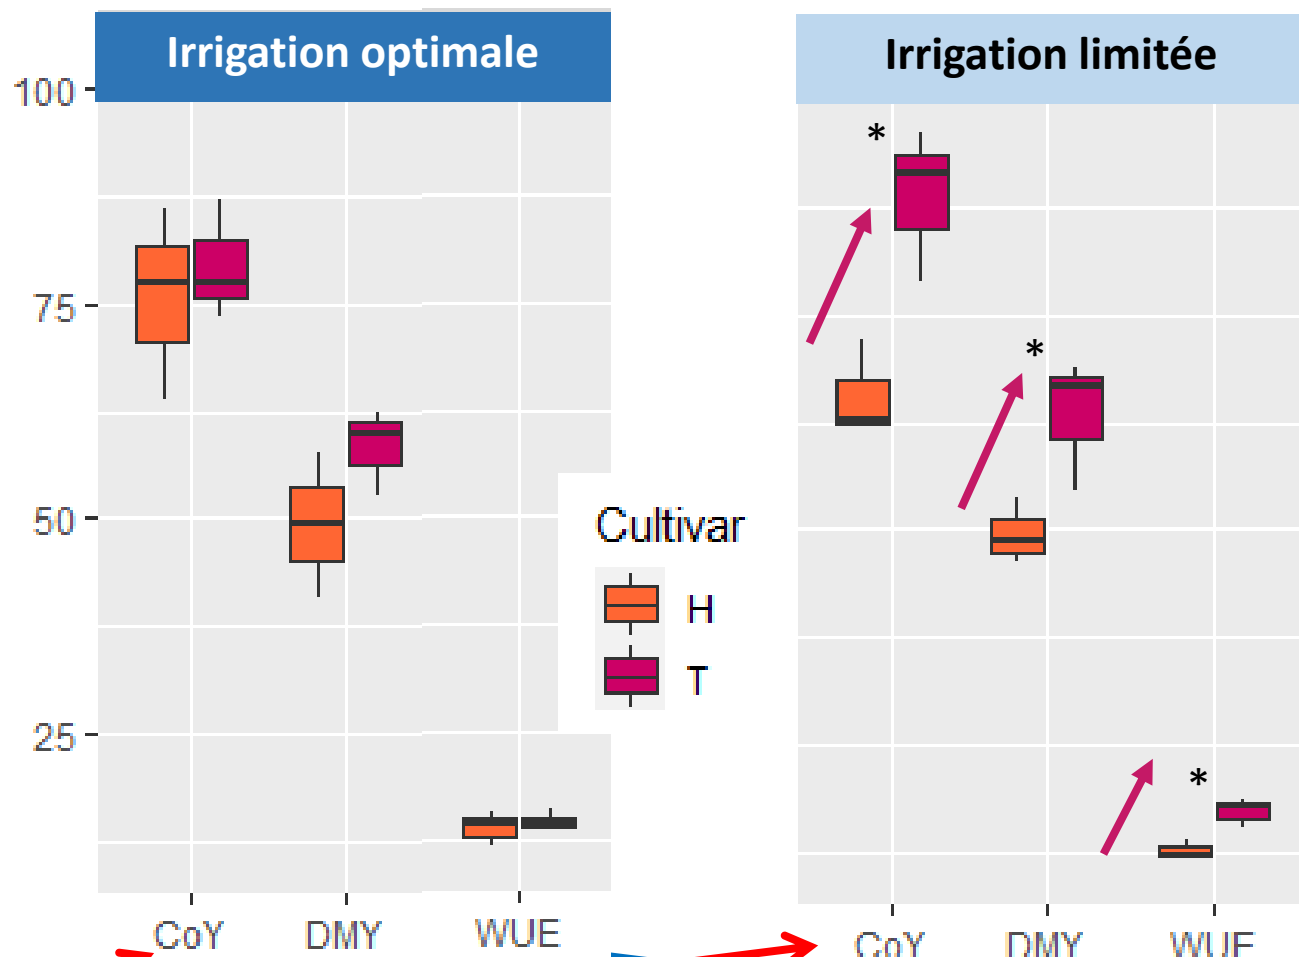 Irrigation optimale
Irrigation limitée
100
75
50
25
*
*
*
Cultivar
H
T
CoY DMY WUE
CoY DMY WUE